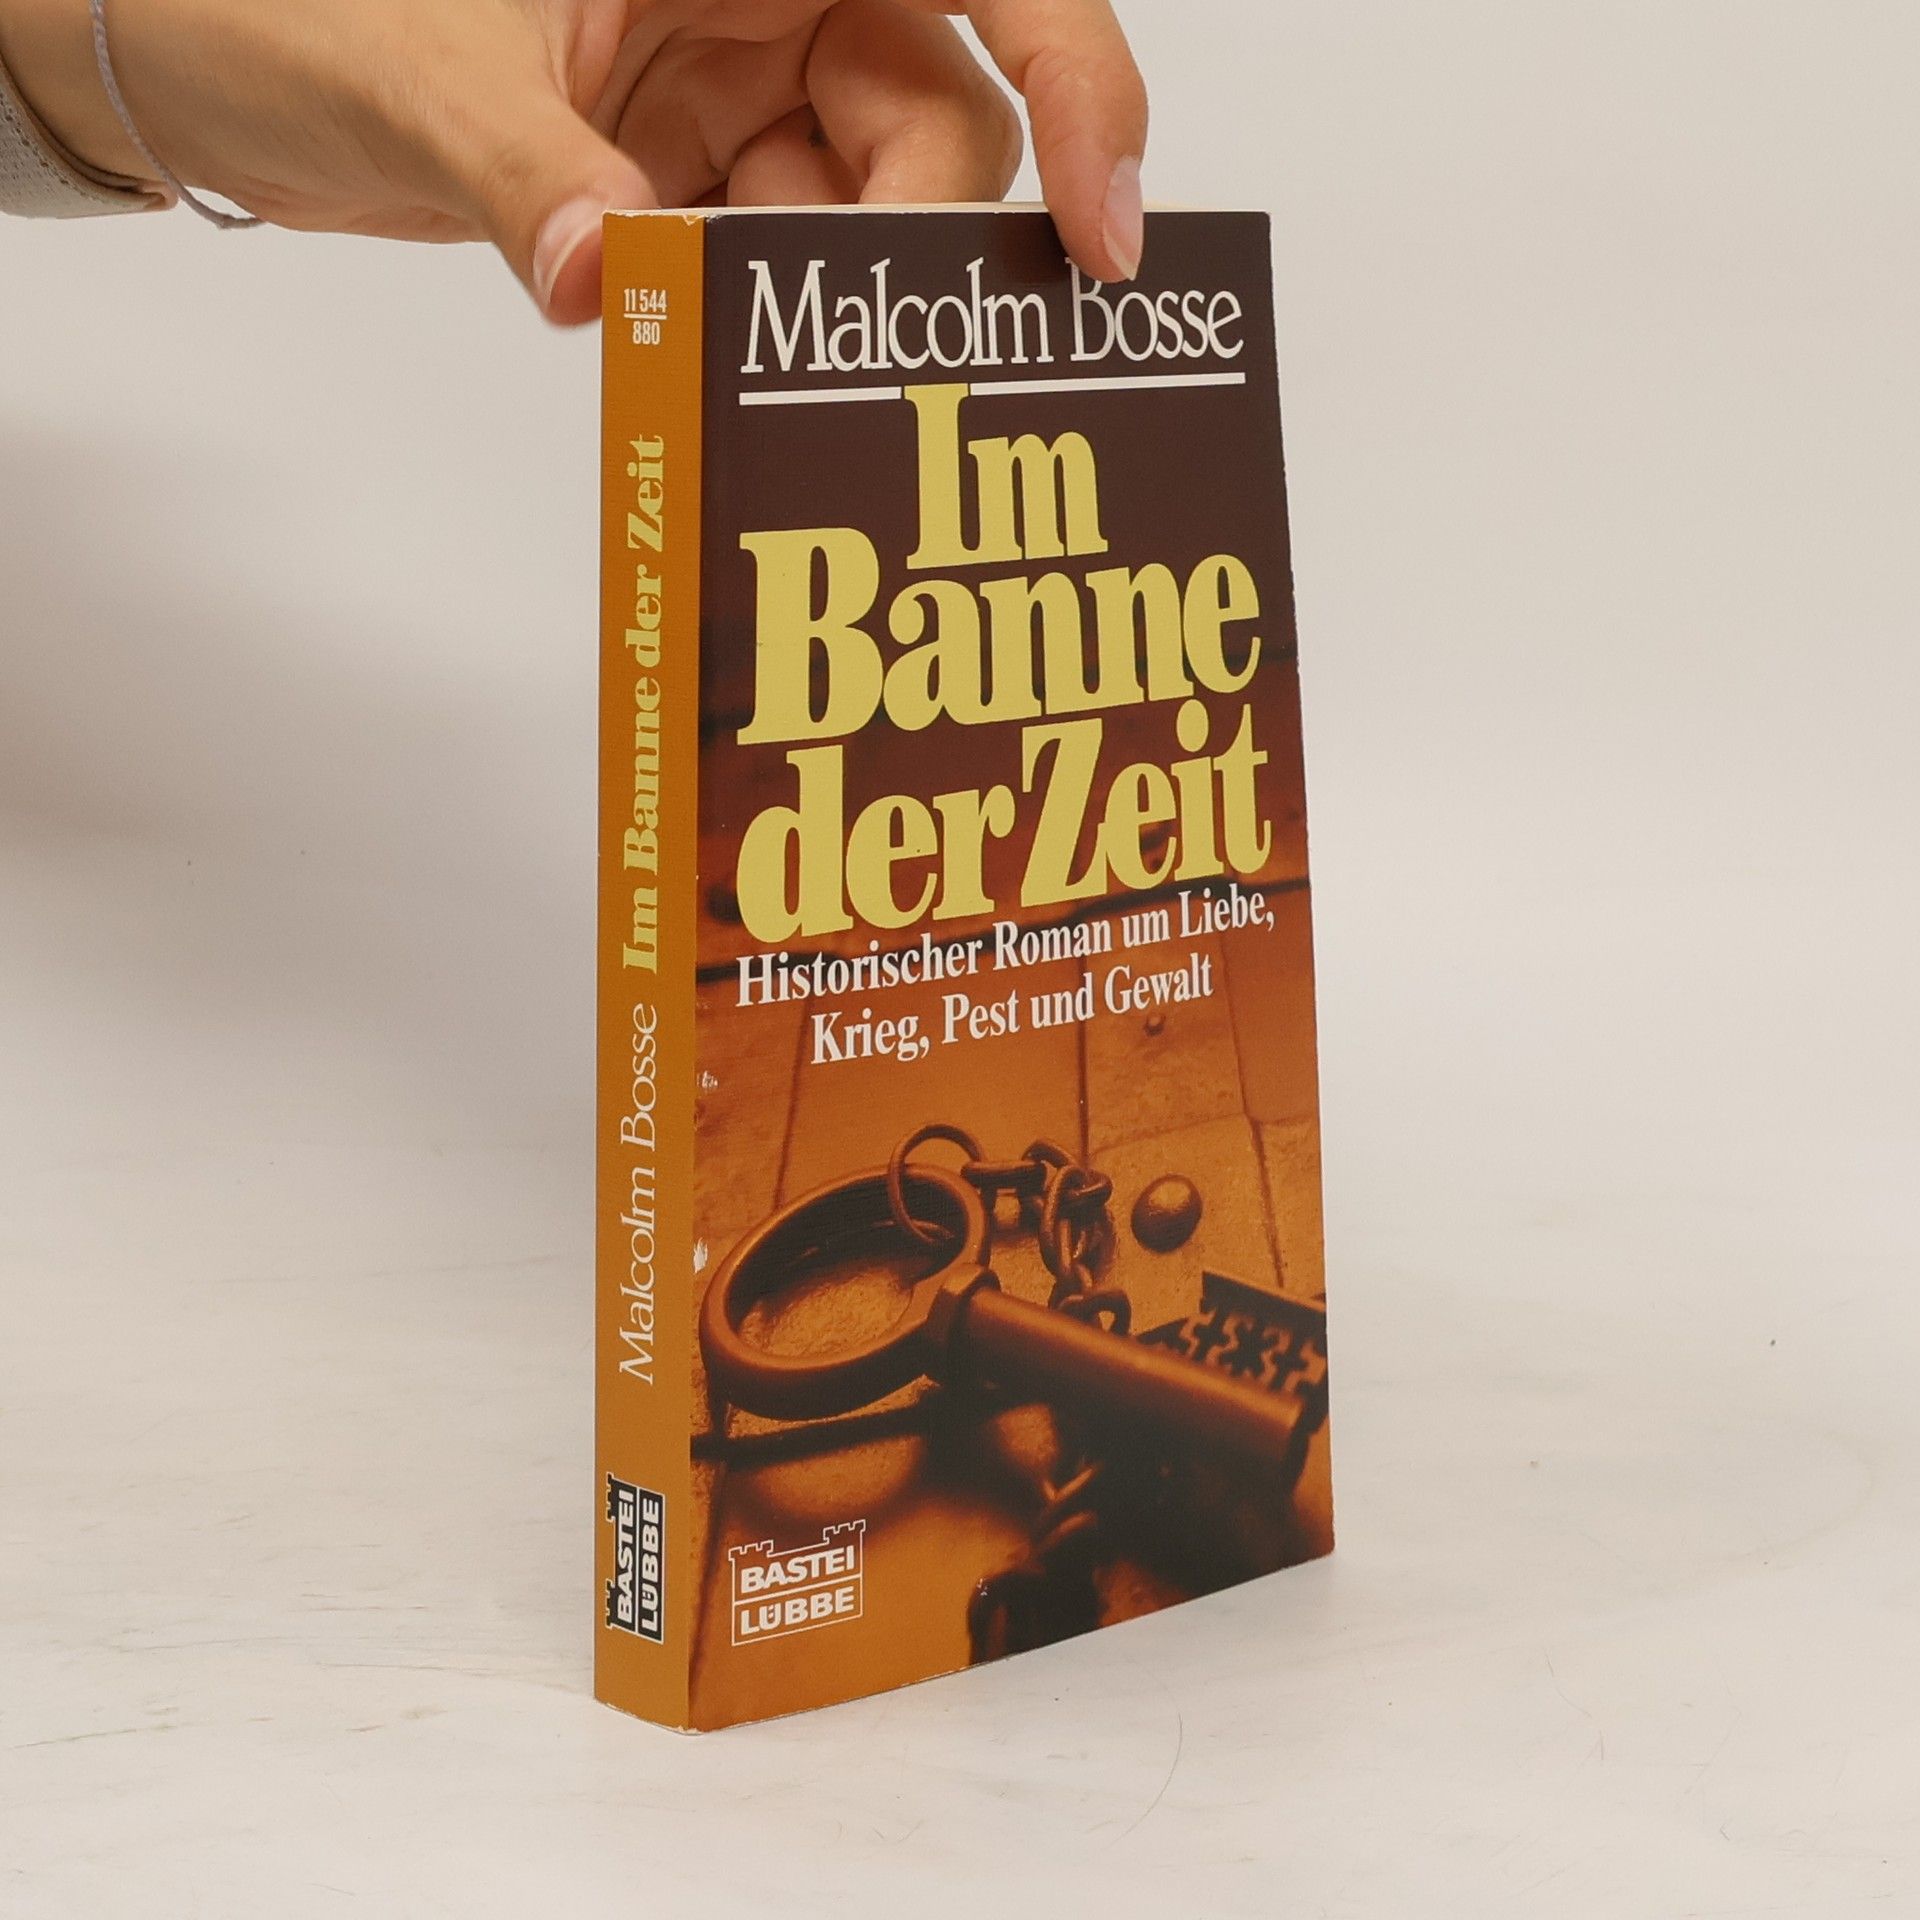 11 544
880
Malcolm Bosse Im Banne der Zeit
BASTEI
LÜBBE
Malcolm Bosse
Im
Banne
der Zeit
Historischer Roman um Liebe,
Krieg, Pest und Gewalt
BASTEI
LÜBBE